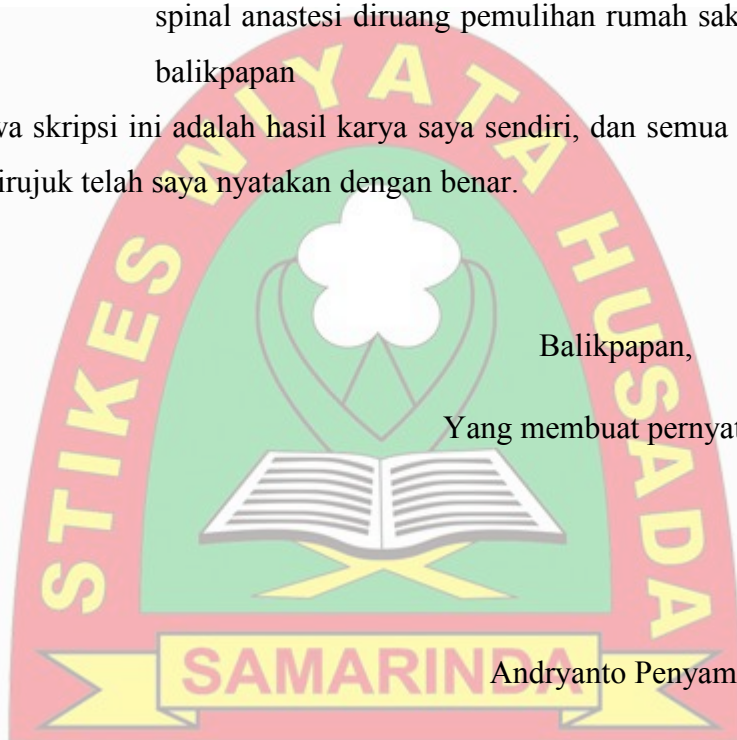 spinal anastesi diruang pemulihan rumah sak
balikpapan
va skripsi ini adalah hasil karya saya sendiri, dan semua
irujuk telah saya nyatakan dengan benar.
Balikpapan,
Yang membuat pernyat
Andryanto Penyam
STIKES WIYATA HUSADA
SAMARINDA